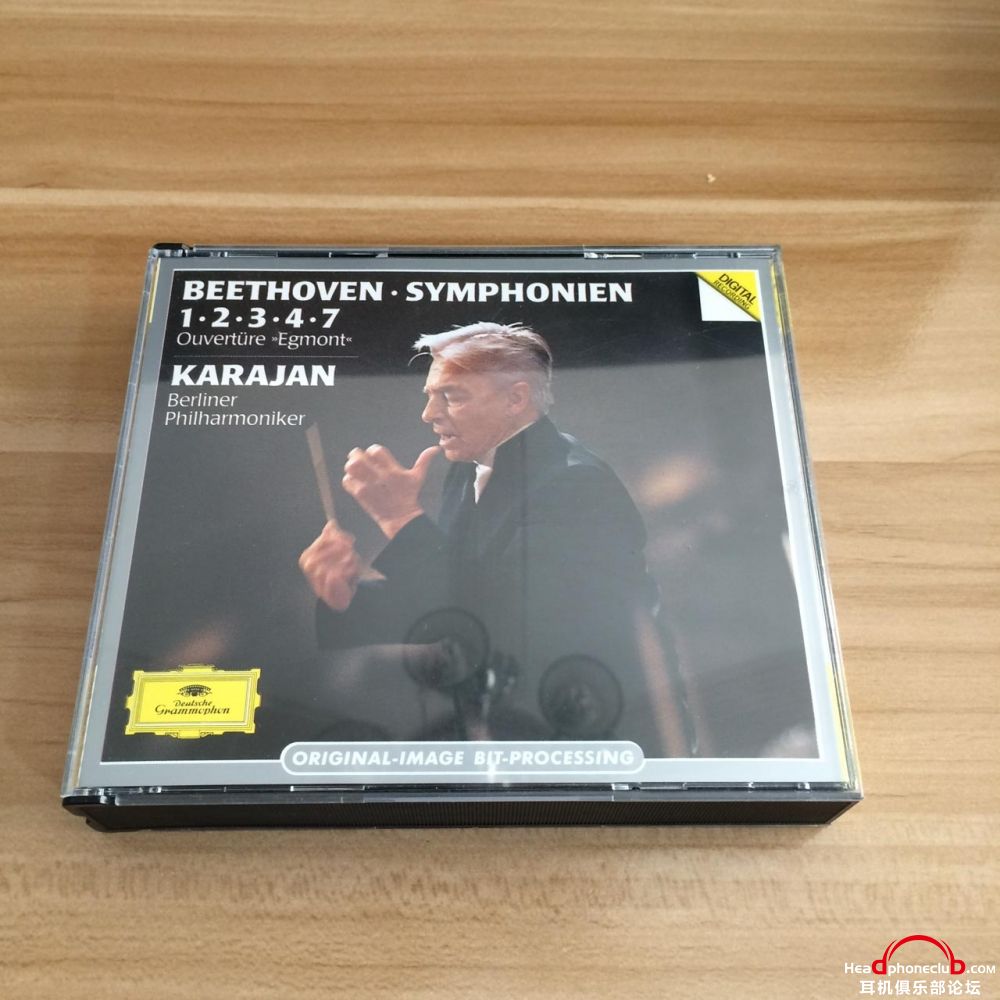 BEETHOVEN · SYMPHONIEN
1·2·3·4·7
Ouvertüre »Egmont«
KARAJAN
Berliner
Philharmoniker
DIGITAL
RECORDING
Deutsche
Grammophon
ORIGINAL-IMAGE BIT-PROCESSING
Headphoneclub.com
耳机俱乐部论坛